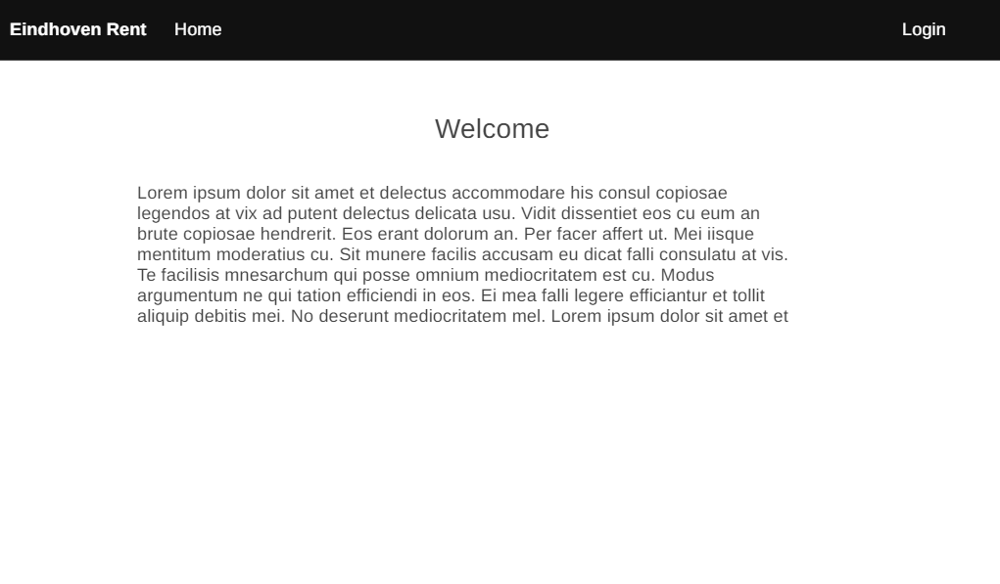 Eindhoven Rent Home Login
Welcome
Lorem ipsum dolor sit amet et delectus accommodare his consul copiosae
legendos at vix ad putent delectus delicata usu. Vidit dissentiet eos cu eum an
brute copiosae hendrerit. Eos erant dolorum an. Per facer affert ut. Mei iisque
mentitum moderatius cu. Sit munere facilis accusam eu dicat falli consulatu at vis.
Te facilisis mnesarchum qui posse omnium mediocritatem est cu. Modus
argumentum ne qui tation efficiendi in eos. Ei mea falli legere efficiantur et tollit
aliquip debitis mei. No deserunt mediocritatem mel. Lorem ipsum dolor sit amet et